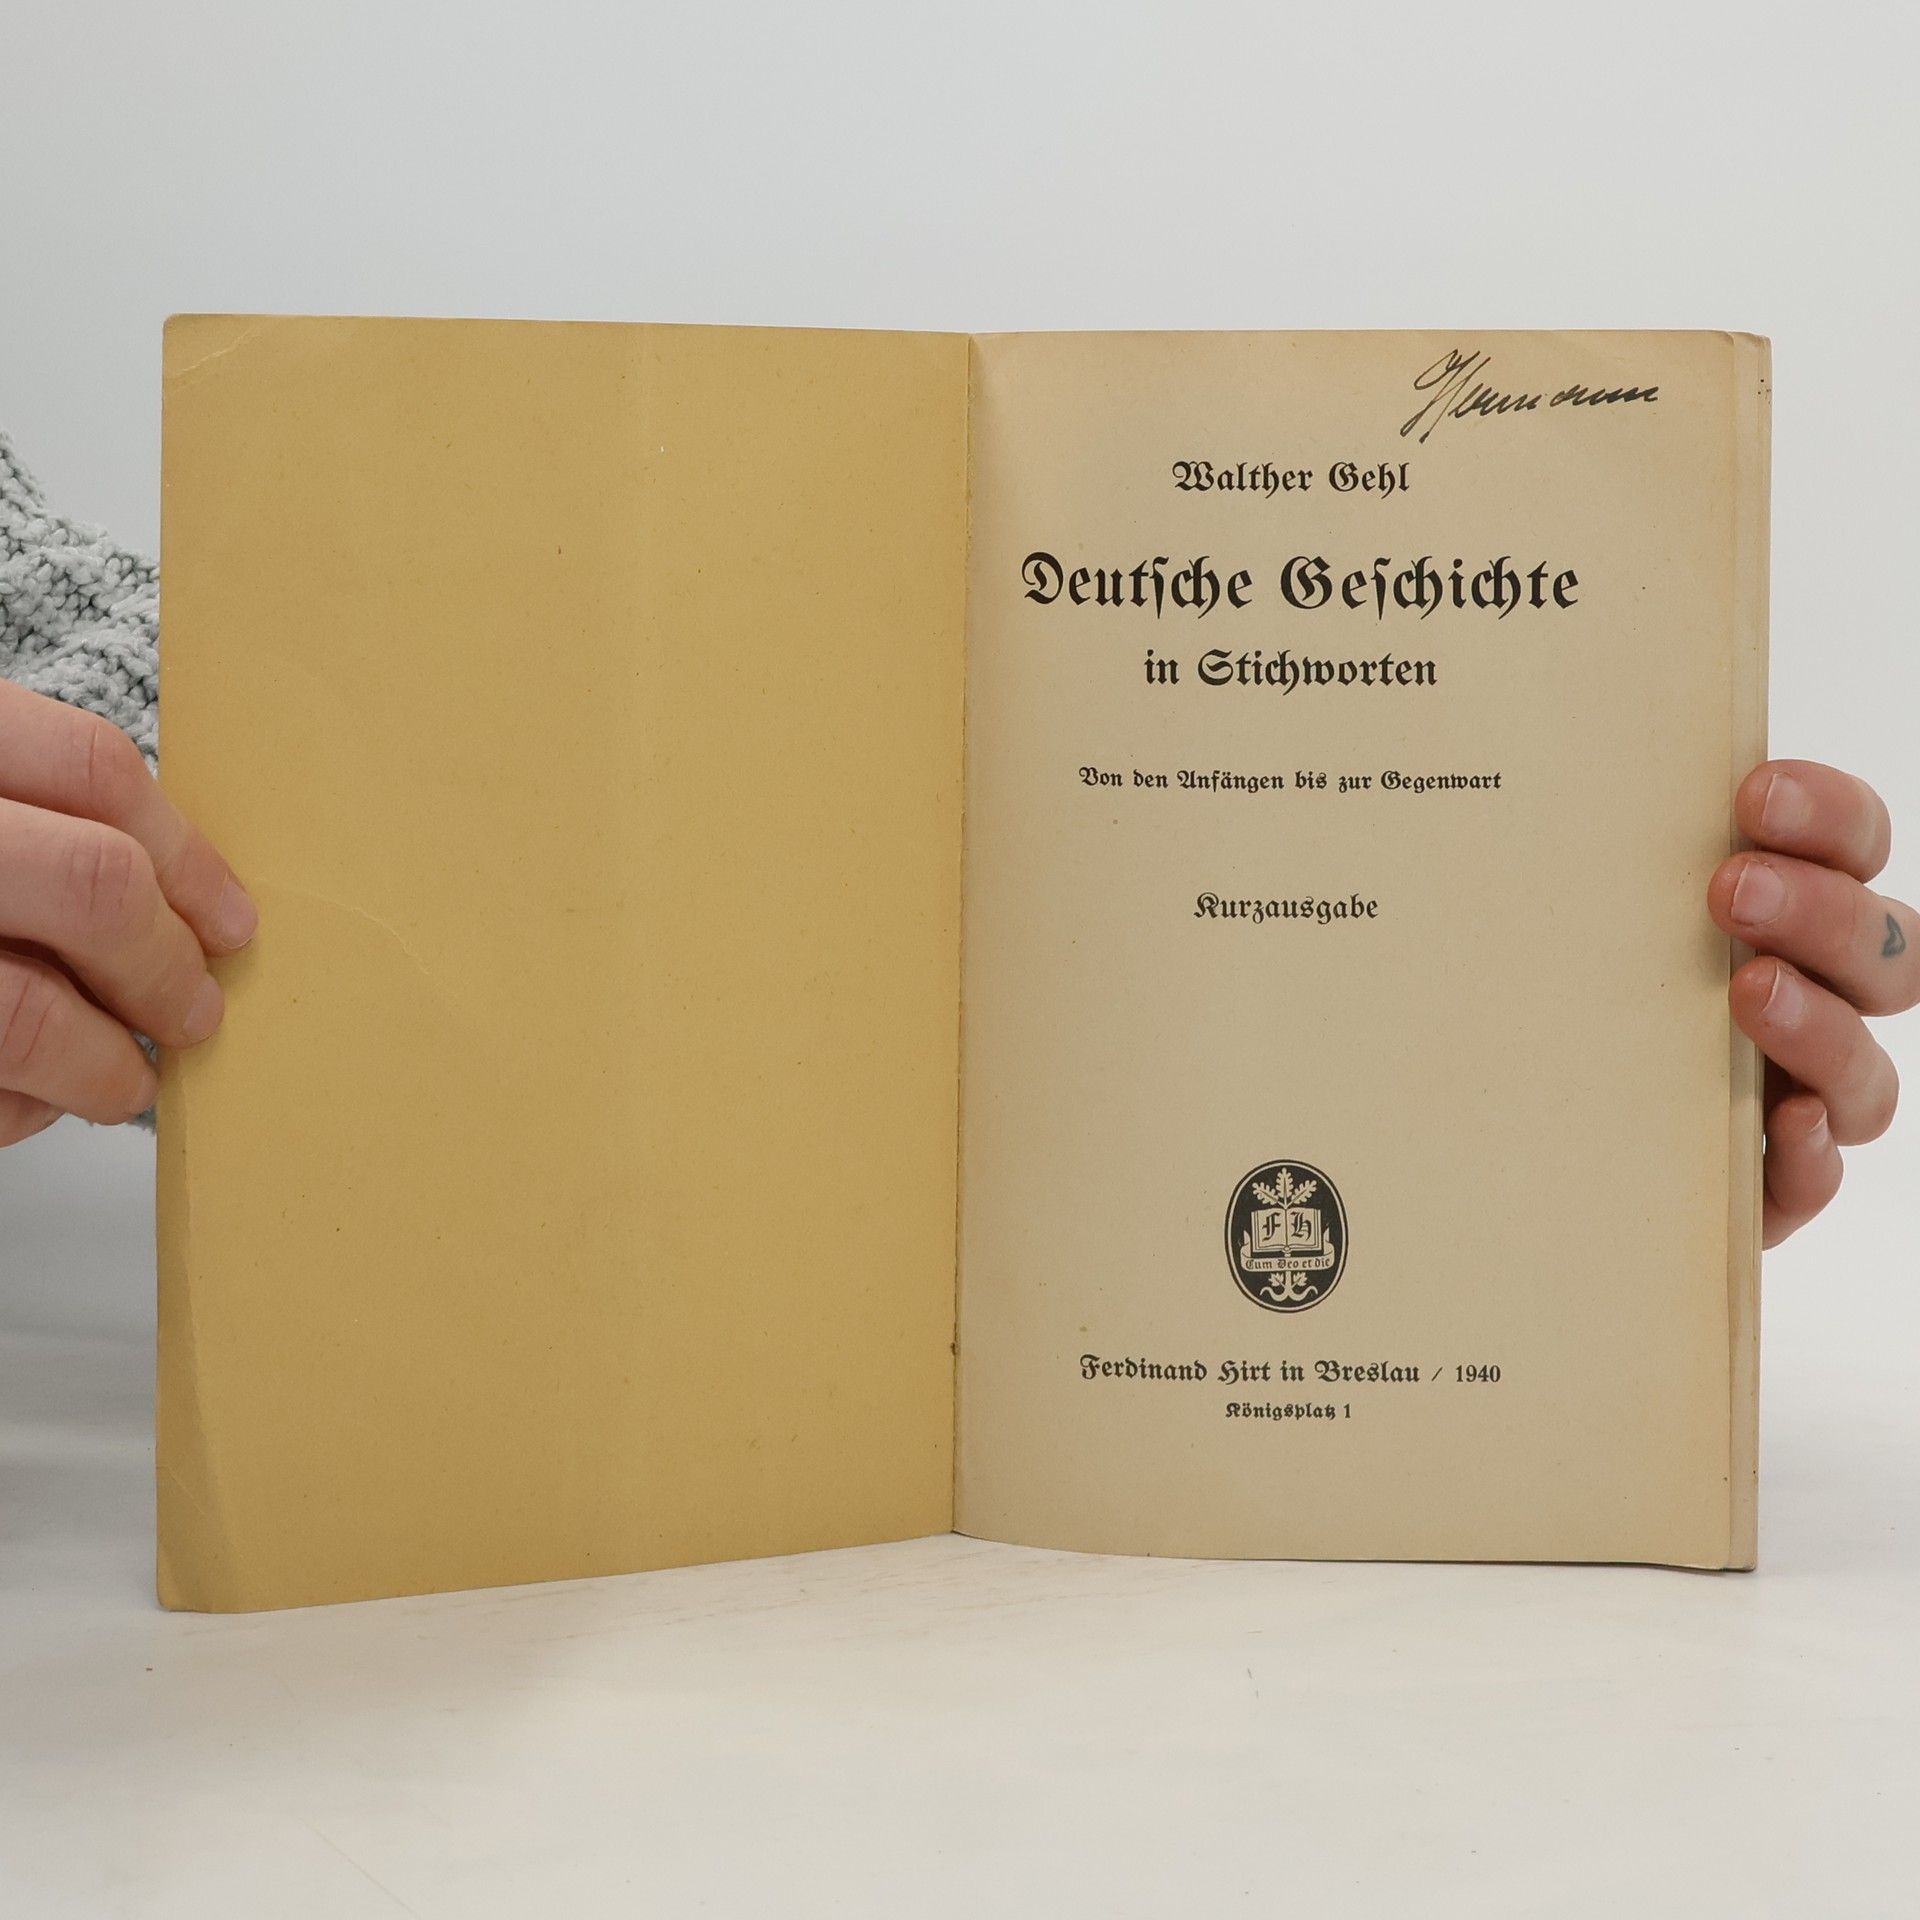 Hermann
Walther Gehl
Deutſche Geſchichte
in Stichworten
Von den Anfängen bis zur Gegenwart
Kurzausgabe
F H
Cum Deo et die
Ferdinand Hirt in Breslau / 1940
Königsplatz 1